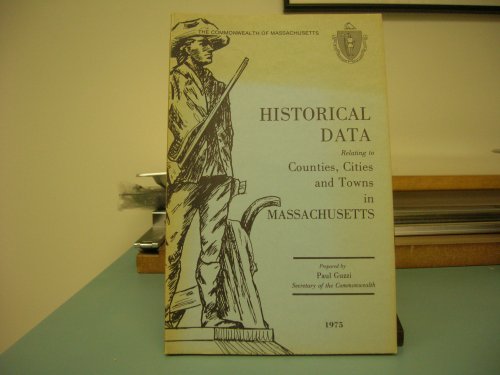 THE COMMONWEALTH OF MASSACHUSETTS
HISTORICAL
DATA
Relating to
Counties, Cities
and Towns
in
MASSACHUSETTS
Prepared by
Paul Guzzi
Secretary of the Commonwealth
1975